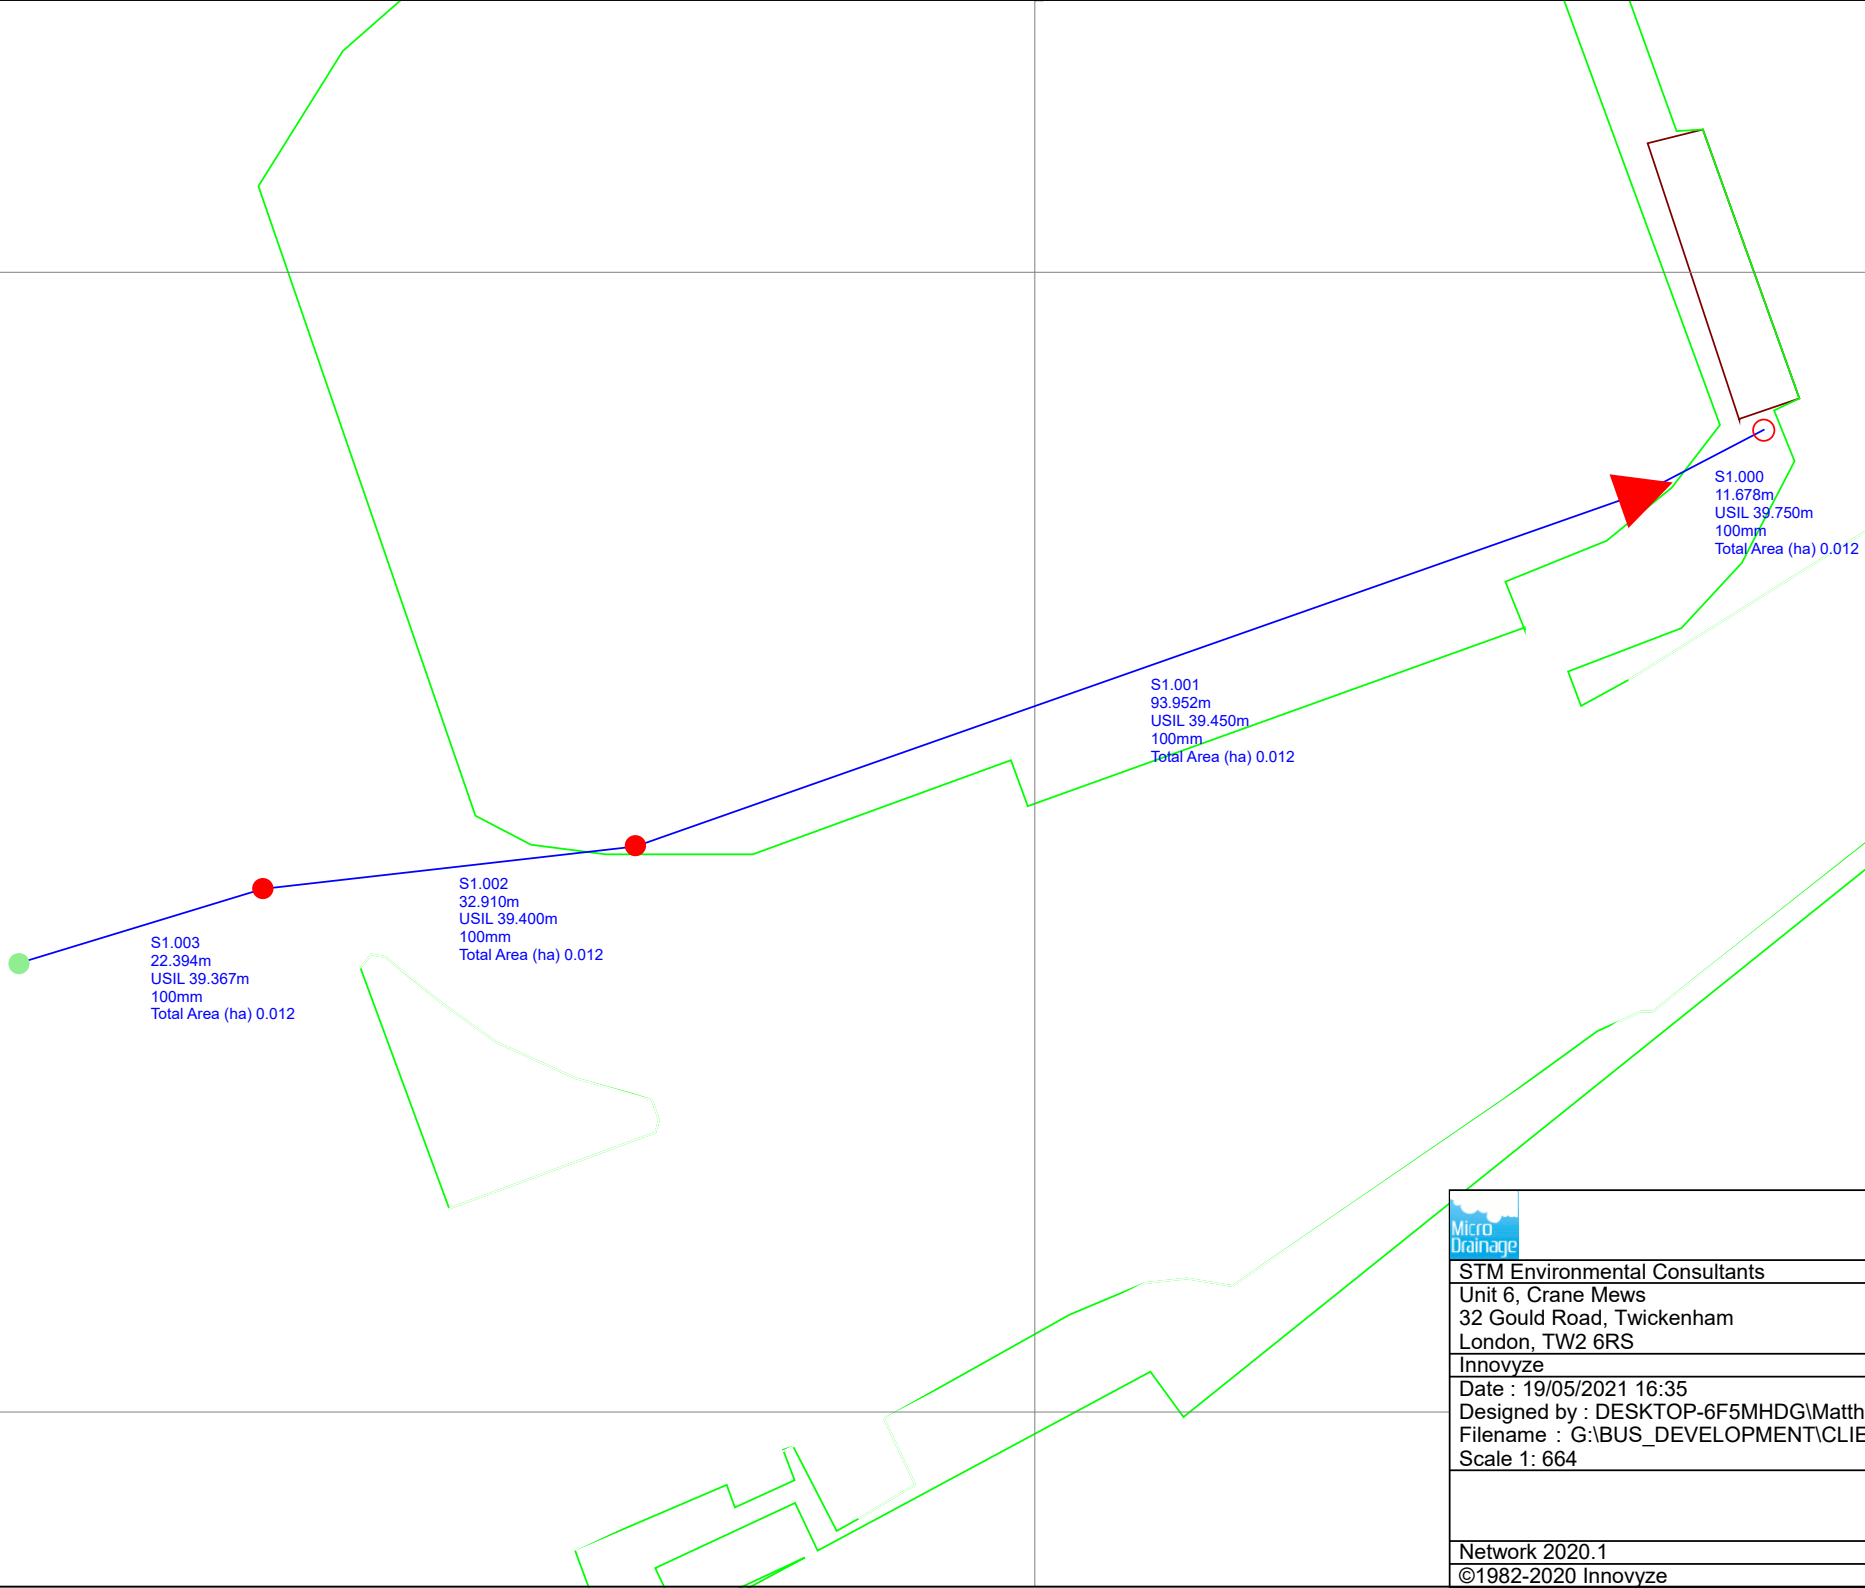 S1.000
11.678m
USIL 39.750m
100mm
Total Area (ha) 0.012
S1.001
93.952m
USIL 39.450m
100mm
Total Area (ha) 0.012
S1.002
32.910m
USIL 39.400m
100mm
Total Area (ha) 0.012
S1.003
22.394m
USIL 39.367m
100mm
Total Area (ha) 0.012
Micro
Drainage
STM Environmental Consultants
Unit 6, Crane Mews
32 Gould Road, Twickenham
London, TW2 6RS
Innovyze
Date : 19/05/2021 16:35
Designed by : DESKTOP-6F5MHDG\Matth
Filename : G:\BUS_DEVELOPMENT\CLIE
Scale 1: 664
Network 2020.1
©1982-2020 Innovyze